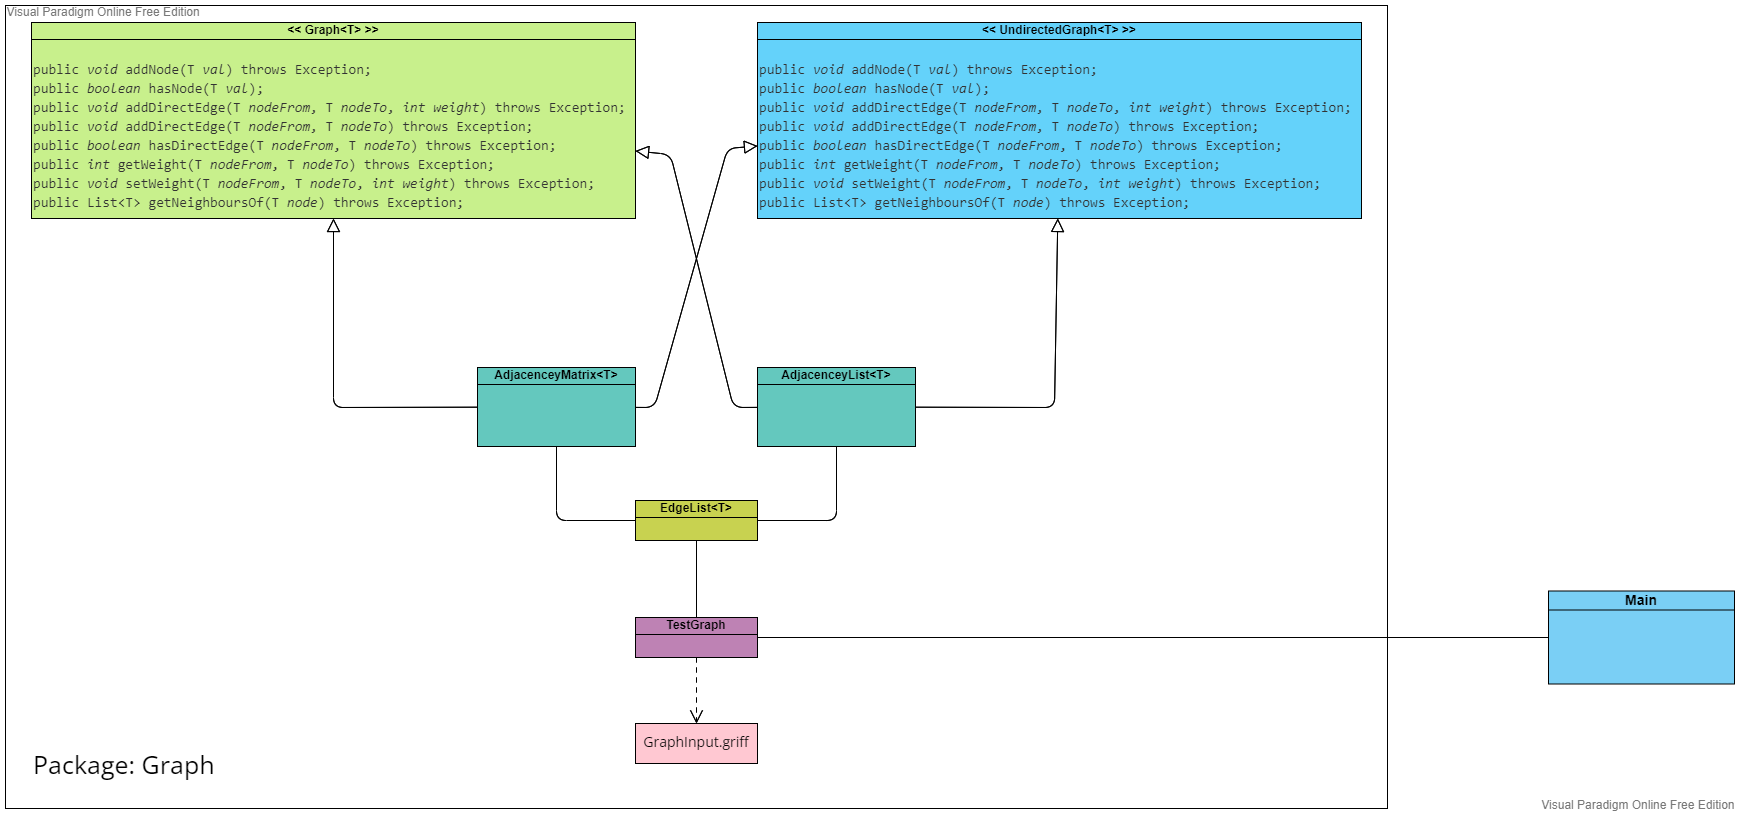 Visual Paradigm Online Free Edition
<< Graph<T> >>
public void addNode(T val) throws Exception;
public boolean hasNode(T val);
public void addDirectEdge(T nodeFrom, T nodeTo, int weight) throws Exception;
public void addDirectEdge(T nodeFrom, T nodeTo) throws Exception;
public boolean hasDirectEdge(T nodeFrom, T nodeTo) throws Exception;
public int getWeight(T nodeFrom, T nodeTo) throws Exception;
public void setWeight(T nodeFrom, T nodeTo, int weight) throws Exception;
public List<T> getNeighboursOf(T node) throws Exception;
<< UndirectedGraph<T> >>
public void addNode(T val) throws Exception;
public boolean hasNode(T val);
public void addDirectEdge(T nodeFrom, T nodeTo, int weight) throws Exception;
public void addDirectEdge(T nodeFrom, T nodeTo) throws Exception;
public boolean hasDirectEdge(T nodeFrom, T nodeTo) throws Exception;
public int getWeight(T nodeFrom, T nodeTo) throws Exception;
public void setWeight(T nodeFrom, T nodeTo, int weight) throws Exception;
public List<T> getNeighboursOf(T node) throws Exception;
AdjacenceyMatrix<T>
AdjacenceyList<T>
EdgeList<T>
TestGraph
Main
GraphInput.griff
Package: Graph
Visual Paradigm Online Free Edition